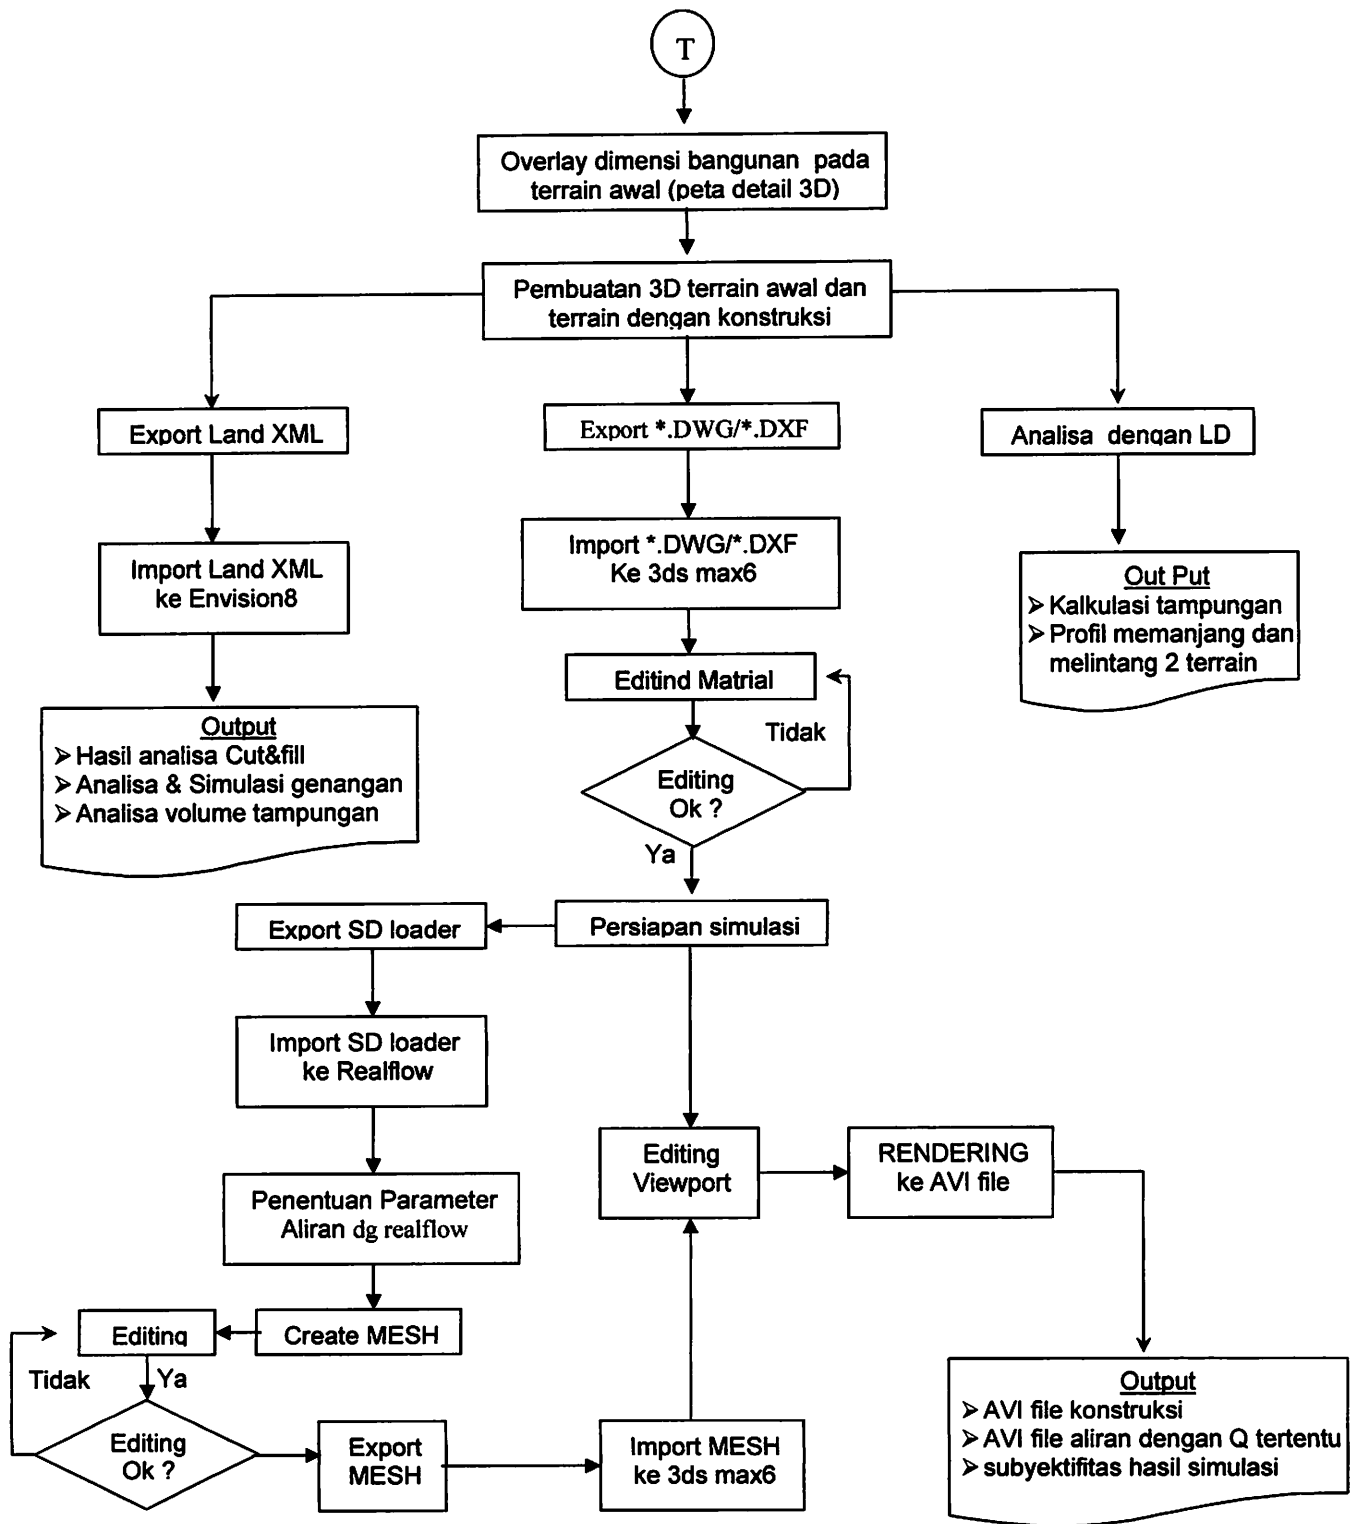 T
Overlay dimensi bangunan pada
terrain awal (peta detail 3D)
Pembuatan 3D terrain awal dan
terrain dengan konstruksi
Export Land XML
Export *.DWG/*.DXF
Analisa dengan LD
Import Land XML
ke Envision8
Import *.DWG/*.DXF
Ke 3ds max6
Out Put
➢ Kalkulasi tampungan
➢ Profil memanjang dan
melintang 2 terrain
Editind Matrial
Tidak
Output
➢ Hasil analisa Cut&fill
➢ Analisa & Simulasi genangan
➢ Analisa volume tampungan
Editing
Ok ?
Ya
Export SD loader
Persiapan simulasi
Import SD loader
ke Realflow
Editing
Viewport
RENDERING
ke AVI file
Penentuan Parameter
Aliran dg realflow
Editing
Create MESH
Tidak
Ya
Editing
Ok ?
Export
MESH
Import MESH
ke 3ds max6
Output
➢ AVI file konstruksi
➢ AVI file aliran dengan Q tertentu
➢ subyektifitas hasil simulasi